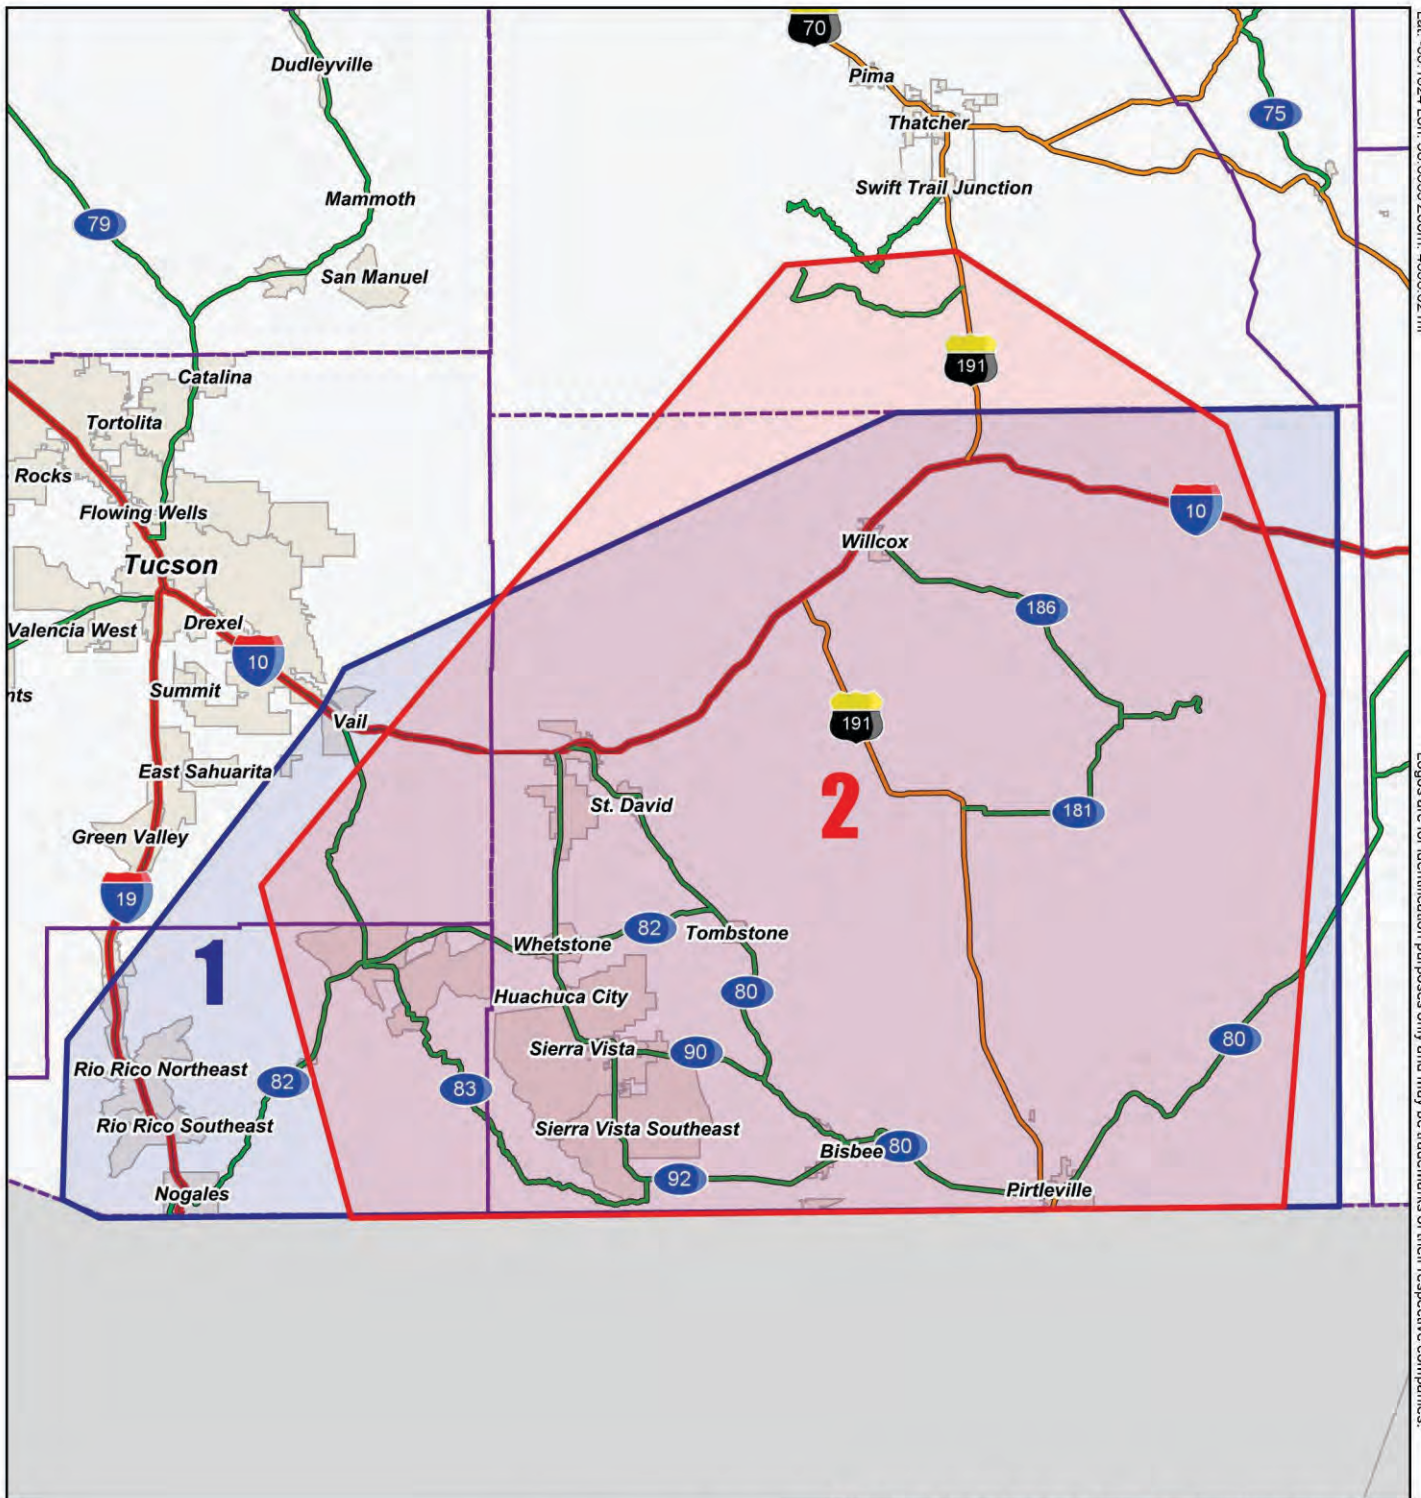 70
Dudleyville
Pima
75
Thatcher
Swift Trail Junction
Mammoth
79
San Manuel
191
Catalina
Tortolita
Rocks
Flowing Wells
10
Willcox
Tucson
186
Valencia West
Drexel
10
nts
Summit
Vail
191
East Sahuarita
St. David
2
181
Green Valley
19
82
Tombstone
Whetstone
1
Huachuca City
80
Sierra Vista
90
80
Rio Rico Northeast
82
83
Rio Rico Southeast
Sierra Vista Southeast
Bisbee
80
92
Nogales
Pirtleville